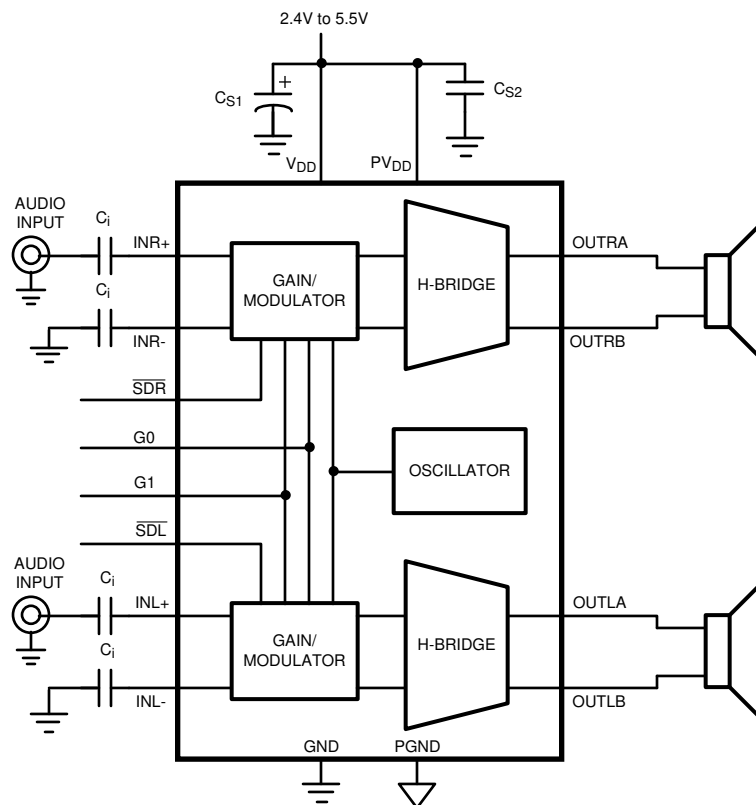 2.4V to 5.5V
CS1
+
CS2
VDD
PVDD
AUDIO
INPUT
Ci
INR+
GAIN/
MODULATOR
H-BRIDGE
OUTRA
Ci
INR-
OUTRB
SDR
G0
G1
SDL
OSCILLATOR
AUDIO
INPUT
Ci
INL+
GAIN/
MODULATOR
H-BRIDGE
OUTLA
Ci
INL-
OUTLB
GND
PGND